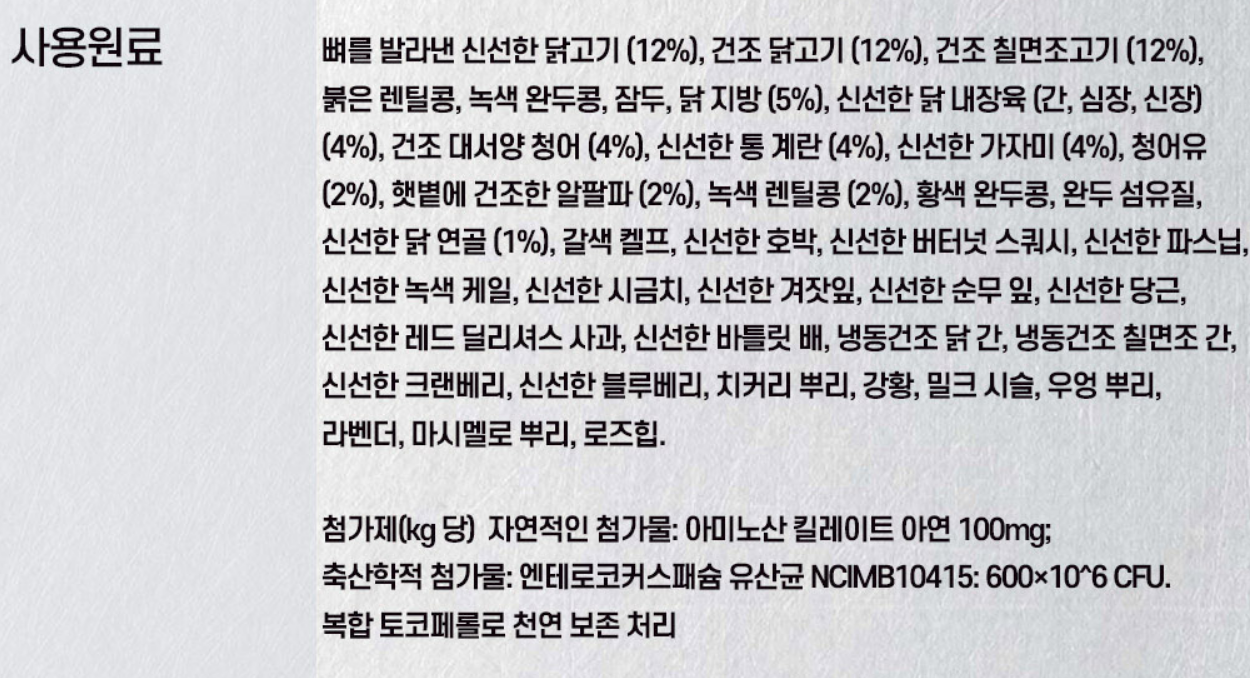 사용원료
뼈를 발라낸 신선한 닭고기 (12%), 건조 닭고기 (12%), 건조 칠면조고기 (12%),
붉은 렌틸콩, 녹색 완두콩, 잠두, 닭 지방 (5%), 신선한 닭 내장육 (간, 심장, 신장)
(4%), 건조 대서양 청어 (4%), 신선한 통 계란 (4%), 신선한 가자미 (4%), 청어유
(2%), 햇볕에 건조한 알팔파 (2%), 녹색 렌틸콩 (2%), 황색 완두콩, 완두 섬유질,
신선한 닭 연골 (1%), 갈색 켈프, 신선한 호박, 신선한 버터넛 스쿼시, 신선한 파스닙,
신선한 녹색 케일, 신선한 시금치, 신선한 겨잣잎, 신선한 순무 잎, 신선한 당근,
신선한 레드 딜리셔스 사과, 신선한 바틀릿 배, 냉동건조 닭 간, 냉동건조 칠면조 간,
신선한 크랜베리, 신선한 블루베리, 치커리 뿌리, 강황, 밀크 시슬, 우엉 뿌리,
라벤더, 마시멜로 뿌리, 로즈힙.
첨가제(kg 당) 자연적인 첨가물: 아미노산 킬레이트 아연 100mg;
축산학적 첨가물: 엔테로코커스패슘 유산균 NCIMB10415: 600×10^6 CFU.
복합 토코페롤로 천연 보존 처리